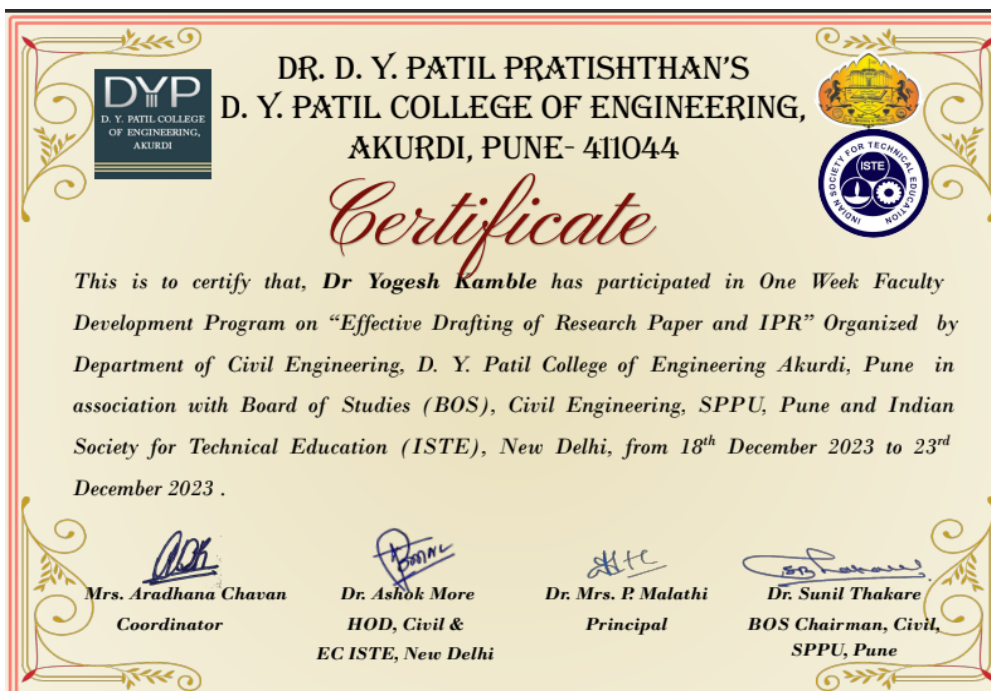 DYP
D. Y. PATIL COLLEGE
OF ENGINEERING,
AKURDI
DR. D. Y. PATIL PRATISHTHAN'S
D. Y. PATIL COLLEGE OF ENGINEERING,
AKURDI, PUNE- 411044
INDIAN SOCIETY FOR TECHNICAL EDUCATION
ISTE
Certificate
This is to certify that, Dr Yogesh Kamble has participated in One Week Faculty
Development Program on “Effective Drafting of Research Paper and IPR” Organized by
Department of Civil Engineering, D. Y. Patil College of Engineering Akurdi, Pune in
association with Board of Studies (BOS), Civil Engineering, SPPU, Pune and Indian
Society for Technical Education (ISTE), New Delhi, from 18th December 2023 to 23rd
December 2023 .
Mrs. Aradhana Chavan
Coordinator
Dr. Ashok More
HOD, Civil &
EC ISTE, New Delhi
Dr. Mrs. P. Malathi
Principal
Dr. Sunil Thakare
BOS Chairman, Civil,
SPPU, Pune